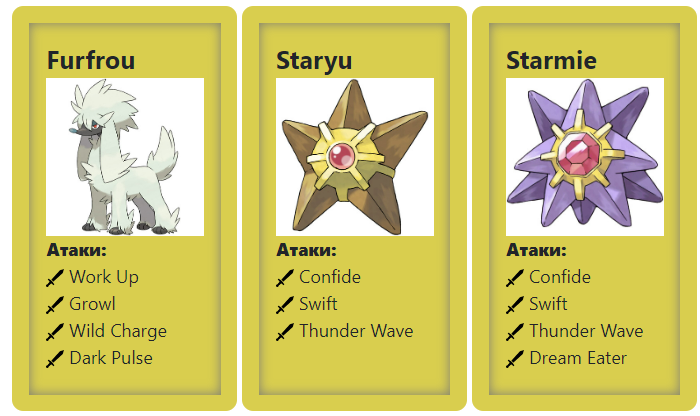 Furfrou
Атаки:
Work Up
Growl
Wild Charge
Dark Pulse
Staryu
Атаки:
Confide
Swift
Thunder Wave
Starmie
Атаки:
Confide
Swift
Thunder Wave
Dream Eater